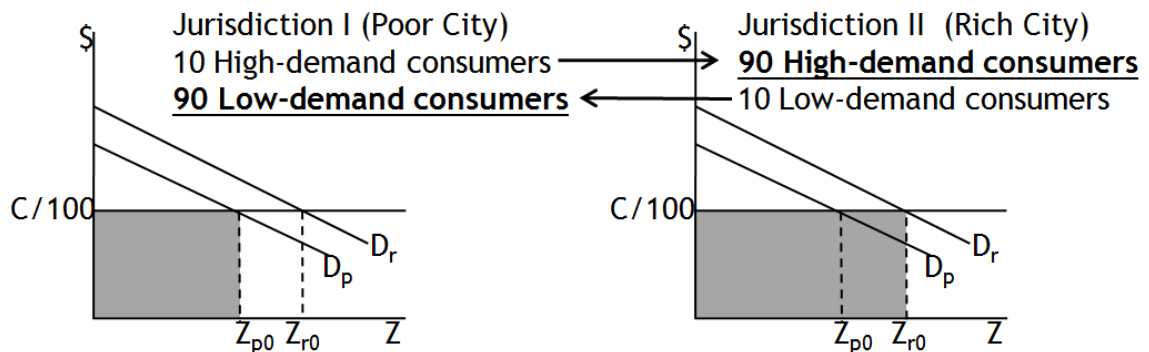 Jurisdiction I (Poor City)
10 High-demand consumers
90 Low-demand consumers
$
C/100
Dr
Dp
Zp0
Zr0
Z
Jurisdiction II (Rich City)
90 High-demand consumers
10 Low-demand consumers
$
C/100
Dr
Dp
Zp0
Zr0
Z